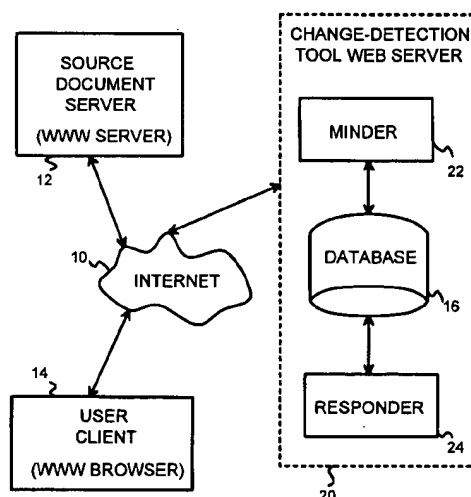 SOURCE
DOCUMENT
SERVER
(WWW SERVER)
12
10
INTERNET
14
USER
CLIENT
(WWW BROWSER)
CHANGE-DETECTION
TOOL WEB SERVER
MINDER
22
DATABASE
16
RESPONDER
24
20